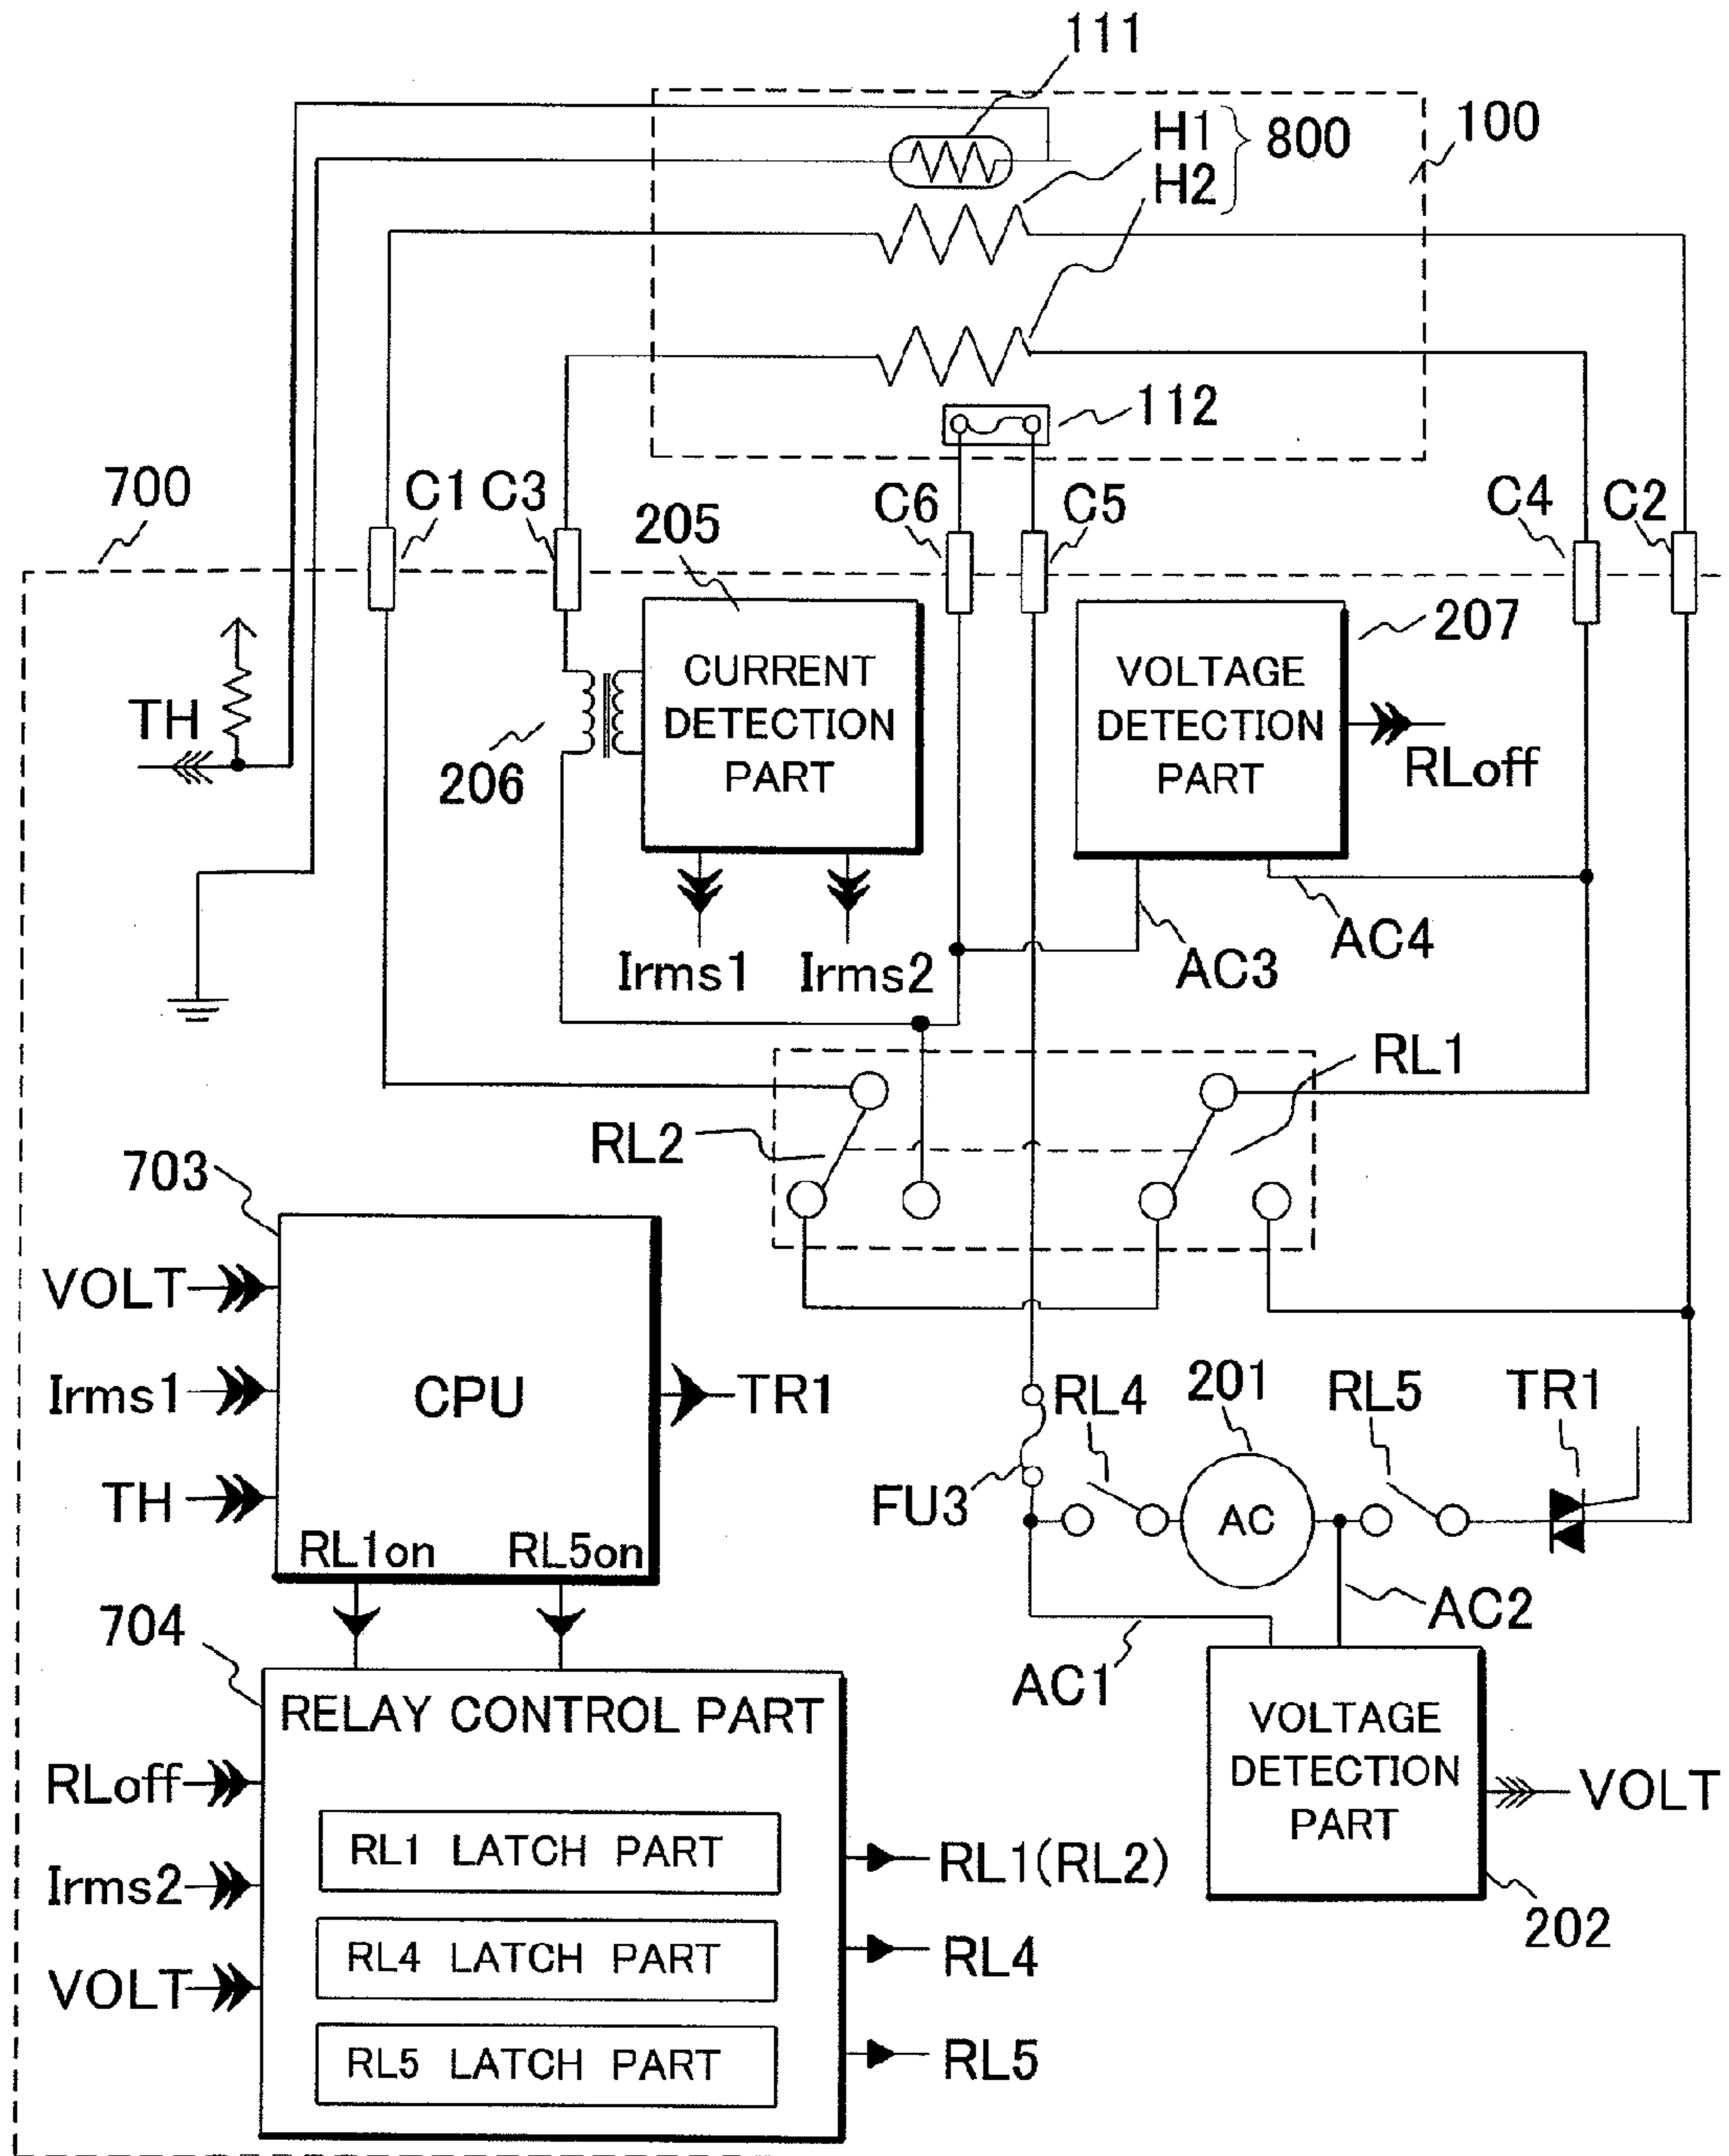 111
H1
H2
800
100
112
700
C1
C3
C6
C5
C4
C2
205
207
CURRENT
DETECTION
PART
VOLTAGE
DETECTION
PART
TH
206
RLoff
Irms1
Irms2
AC3
AC4
RL1
RL2
703
VOLT
Irms1
TH
CPU
TR1
RL1on
RL5on
RL4
201
RL5
TR1
FU3
AC
AC2
AC1
704
RELAY CONTROL PART
RLoff
Irms2
VOLT
RL1 LATCH PART
RL4 LATCH PART
RL5 LATCH PART
RL1(RL2)
RL4
RL5
VOLTAGE
DETECTION
PART
VOLT
202